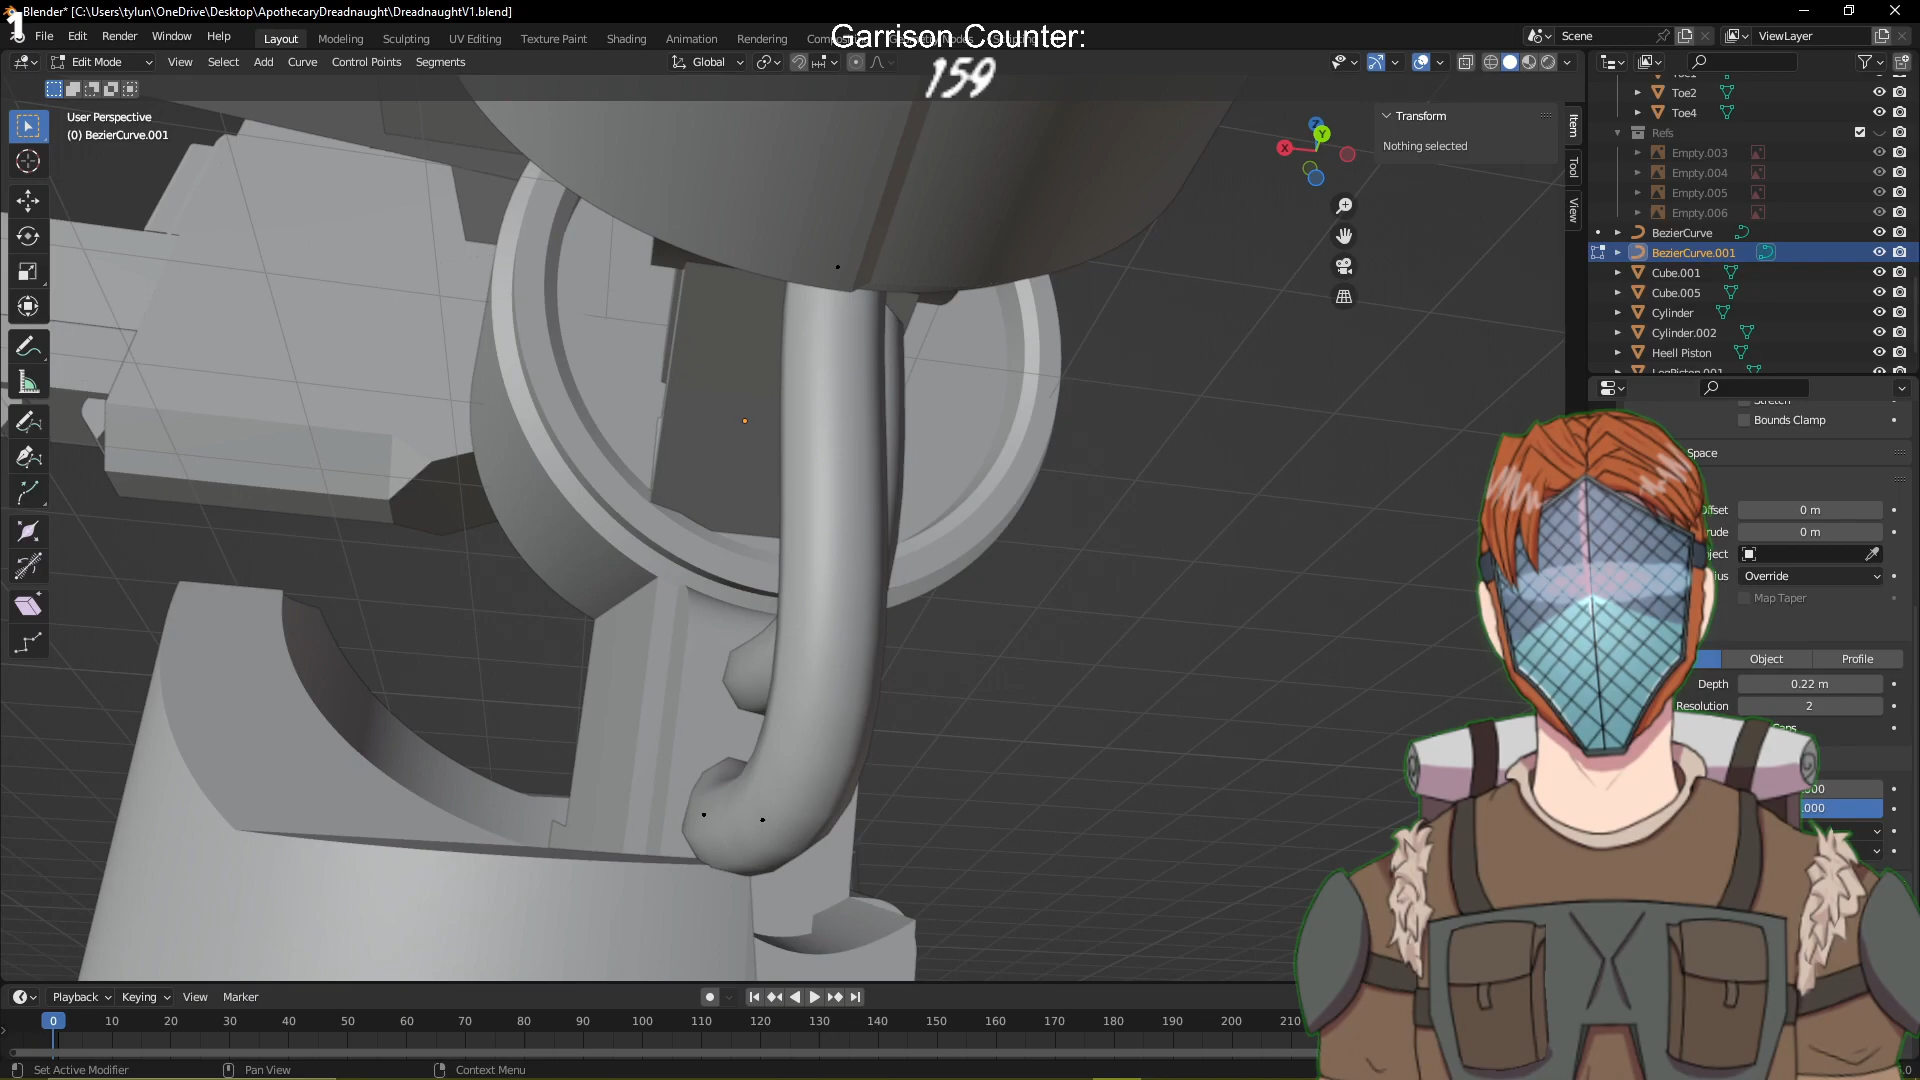 Blender* [C:\Users\tylun\OneDrive\Desktop\ApothecaryDreadnaught\DreadnaughtV1.blend]
1
File Edit Render Window Help
Layout Modeling Sculpting UV Editing Texture Paint Shading Animation Rendering
Garrison Counter:
159
Scene
ViewLayer
Edit Mode View Select Add Curve Control Points Segments
Global
User Perspective
(0) BezierCurve.001
Transform
Nothing selected
Item
Tool
View
X
Y
Z
Toe2
Toe4
Refs
Empty.003
Empty.004
Empty.005
Empty.006
BezierCurve
BezierCurve.001
Cube.001
Cube.005
Cylinder
Cylinder.002
Heell Piston
Bounds Clamp
Space
0 m
0 m
Override
Map Taper
Object Profile
Depth 0.22 m
Resolution 2
Playback Keying View Marker
0 10 20 30 40 50 60 70 80 90 100 110 120 130 140 150 160 170 180 190 200 210
Set Active Modifier Pan View Context Menu